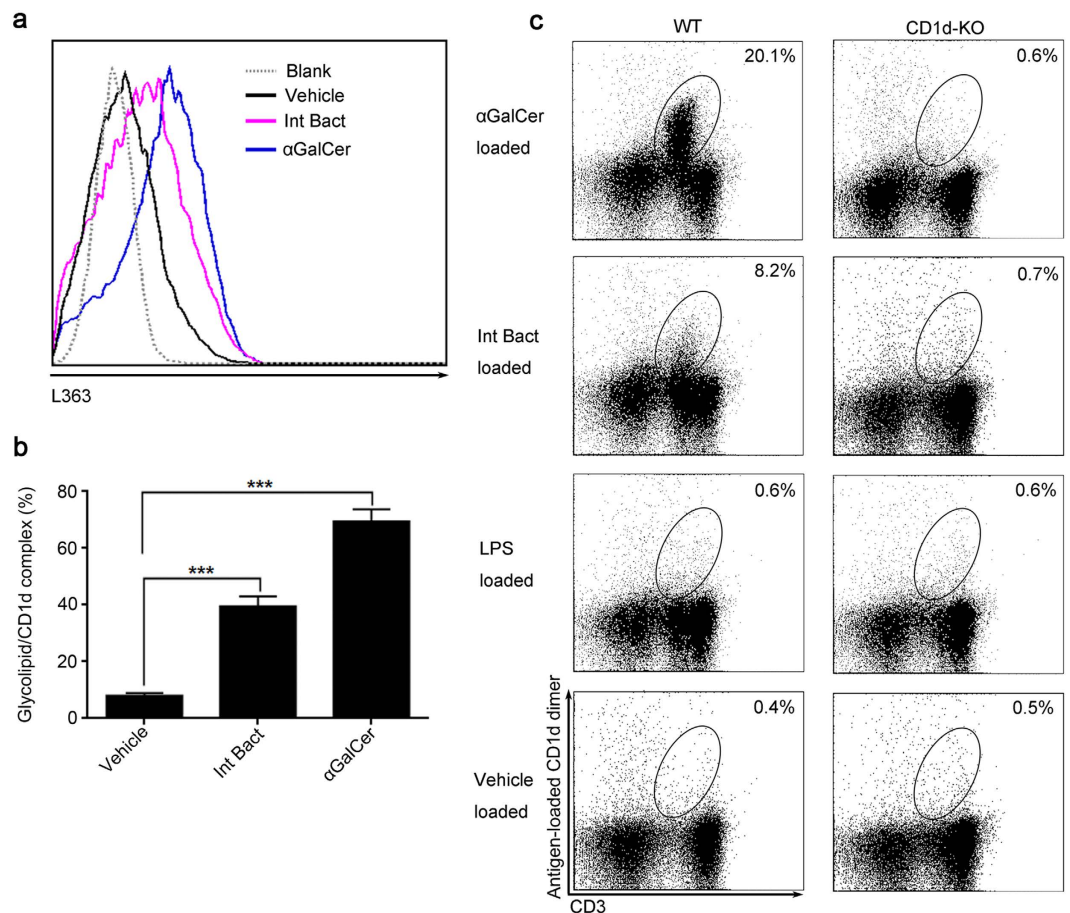 a
Blank
Vehicle
Int Bact
αGalCer
L363
b
Glycolipid/CD1d complex (%)
80
60
40
20
0
***
***
Vehicle
Int Bact
αGalCer
c
WT
CD1d-KO
αGalCer
loaded
20.1%
0.6%
Int Bact
loaded
8.2%
0.7%
LPS
loaded
0.6%
0.6%
Vehicle
loaded
0.4%
0.5%
Antigen-loaded CD1d dimer
CD3